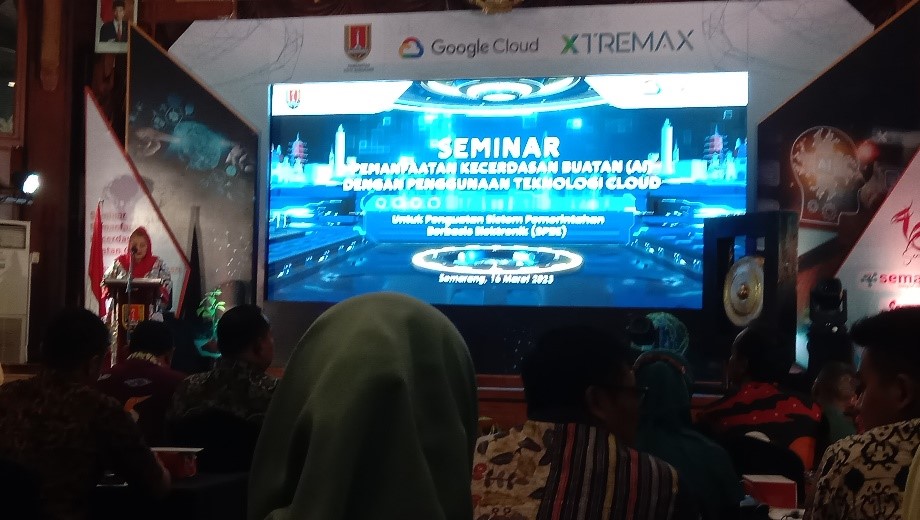 Google Cloud
XTREMAX
SEMINAR
PEMANFAATAN KECERDASAN BUATAN (AI)
DENGAN PENGGUNAAN TEKNOLOGI CLOUD
Untuk Penguatan Sistem Pemerintahan
Berbasis Elektronik (SPBE)
Semarang, 16 Maret 2023
sema